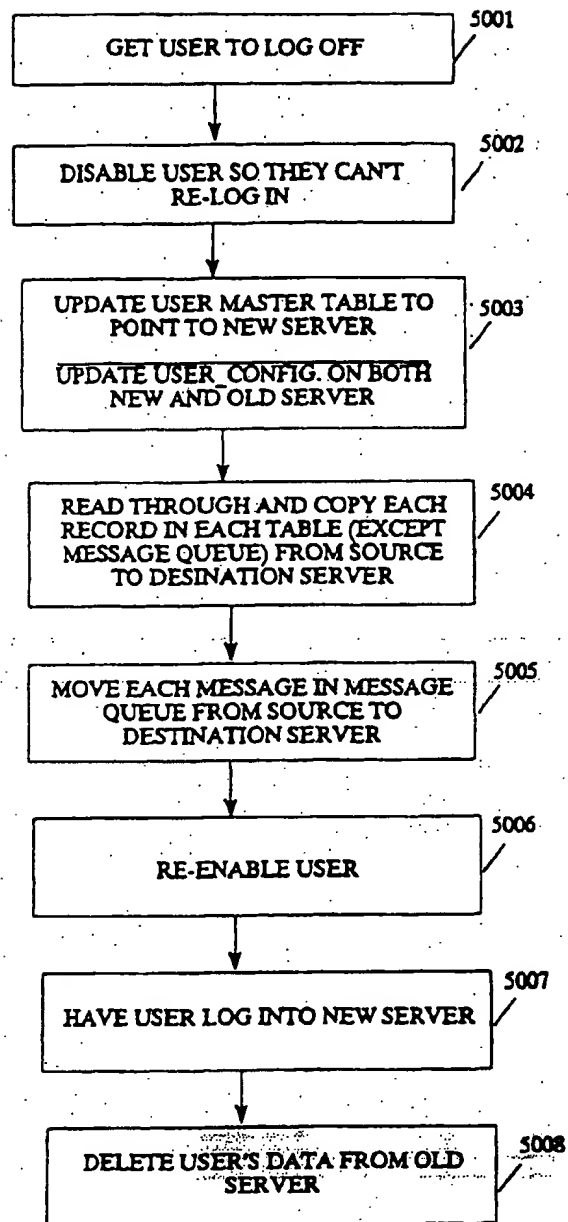 5001
GET USER TO LOG OFF
5002
DISABLE USER SO THEY CAN'T
RE-LOG IN
UPDATE USER MASTER TABLE TO
POINT TO NEW SERVER
5003
UPDATE USER_CONFIG. ON BOTH
NEW AND OLD SERVER
5004
READ THROUGH AND COPY EACH
RECORD IN EACH TABLE (EXCEPT
MESSAGE QUEUE) FROM SOURCE
TO DESINATION SERVER
5005
MOVE EACH MESSAGE IN MESSAGE
QUEUE FROM SOURCE TO
DESTINATION SERVER
5006
RE-ENABLE USER
5007
HAVE USER LOG INTO NEW SERVER
5008
DELETE USER'S DATA FROM OLD
SERVER